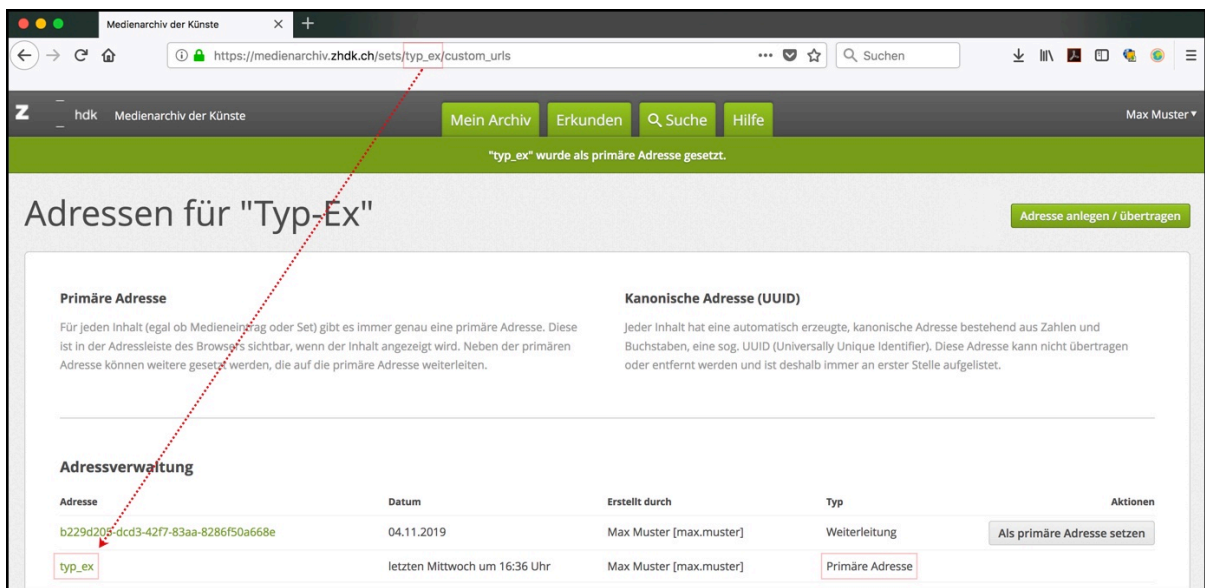 Medienarchiv der Künste
https://medienarchiv.zhdk.ch/sets/typ_ex/custom_urls
Suchen
Z hdk Medienarchiv der Künste
Mein Archiv Erkunden Suche Hilfe
Max Muster
"typ_ex" wurde als primäre Adresse gesetzt.
Adressen für "Typ-Ex"
Adresse anlegen / übertragen
Primäre Adresse
Für jeden Inhalt (egal ob Medieneintrag oder Set) gibt es immer genau eine primäre Adresse. Diese
ist in der Adressleiste des Browsers sichtbar, wenn der Inhalt angezeigt wird. Neben der primären
Adresse können weitere gesetzt werden, die auf die primäre Adresse weiterleiten.
Kanonische Adresse (UUID)
Jeder Inhalt hat eine automatisch erzeugte, kanonische Adresse bestehend aus Zahlen und
Buchstaben, eine sog. UUID (Universally Unique Identifier). Diese Adresse kann nicht übertragen
oder entfernt werden und ist deshalb immer an erster Stelle aufgelistet.
Adressverwaltung
Adresse Datum Erstellt durch Typ Aktionen
b229d205-dcd3-42f7-83aa-8286f50a668e 04.11.2019 Max Muster [max.muster] Weiterleitung Als primäre Adresse setzen
typ_ex letzten Mittwoch um 16:36 Uhr Max Muster [max.muster] Primäre Adresse